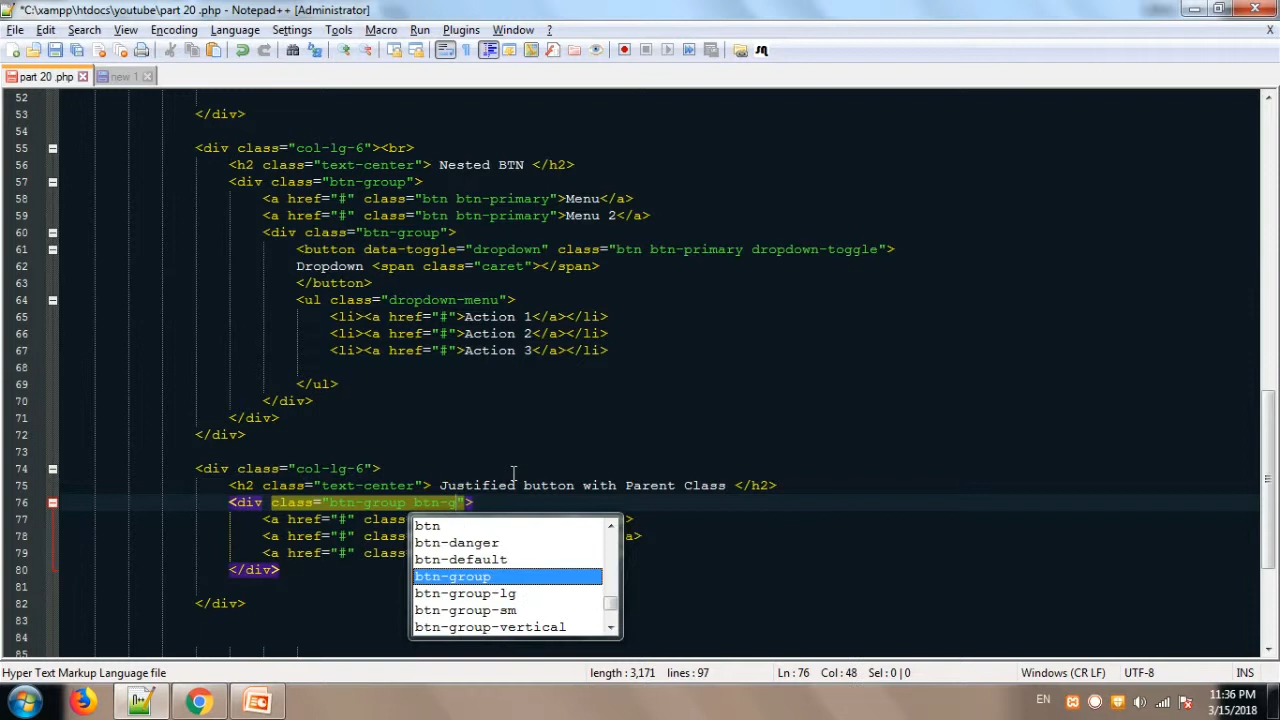 *C:\xampp\htdocs\youtube\part 20 .php - Notepad++ [Administrator]
File Edit Search View Encoding Language Settings Tools Macro Run Plugins Window ? X
part 20 .php new 1
52
53 </div>
54
55 <div class="col-lg-6"><br>
56 <h2 class="text-center"> Nested BTN </h2>
57 <div class="btn-group">
58 <a href="#" class="btn btn-primary">Menu</a>
59 <a href="#" class="btn btn-primary">Menu 2</a>
60 <div class="btn-group">
61 <button data-toggle="dropdown" class="btn btn-primary dropdown-toggle">
62 Dropdown <span class="caret"></span>
63 </button>
64 <ul class="dropdown-menu">
65 <li><a href="#">Action 1</a></li>
66 <li><a href="#">Action 2</a></li>
67 <li><a href="#">Action 3</a></li>
68
69 </ul>
70 </div>
71 </div>
72 </div>
73
74 <div class="col-lg-6">
75 <h2 class="text-center"> Justified button with Parent Class </h2>
76 <div class="btn-group btn-g">
77 <a href="#" clas >
78 <a href="#" clas a>
79 <a href="#" clas
80 </div>
81
82 </div>
83
84
btn
btn-danger
btn-default
btn-group
btn-group-lg
btn-group-sm
btn-group-vertical
Hyper Text Markup Language file length : 3,171 lines : 97 Ln : 76 Col : 48 Sel : 0 | 0 Windows (CR LF) UTF-8 INS
EN 11:36 PM
3/15/2018